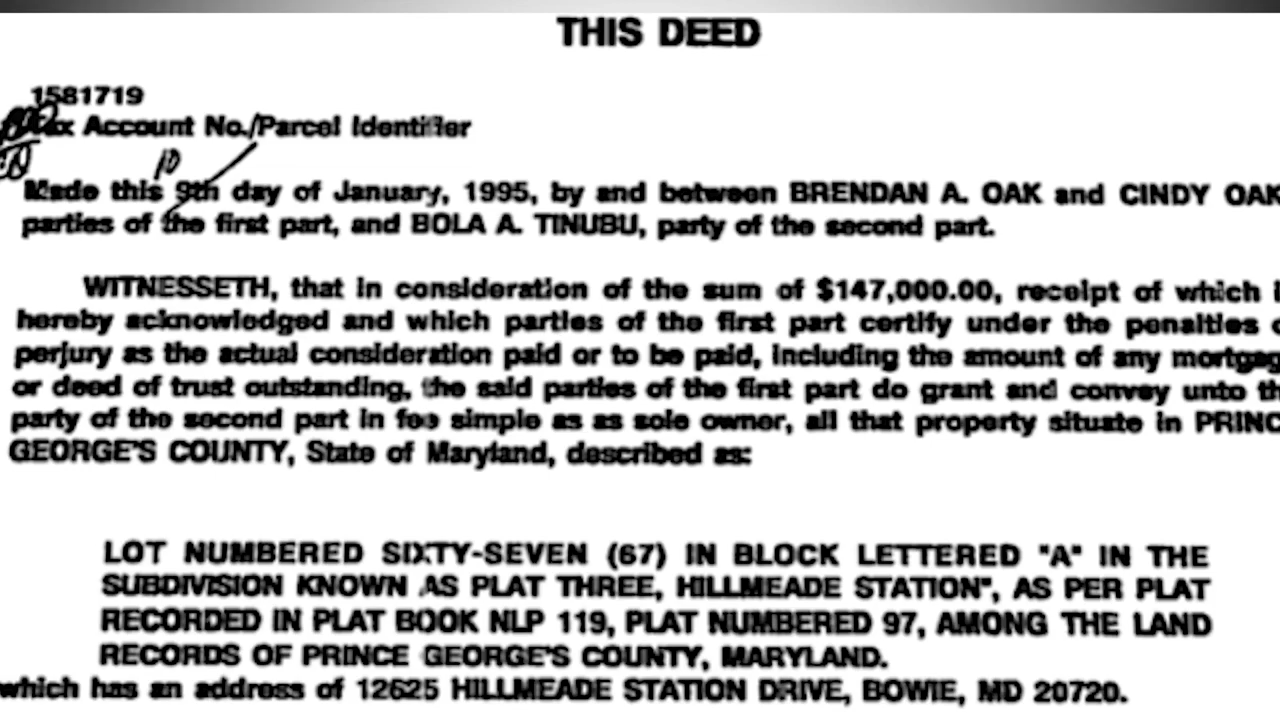 THIS DEED
1581719
Tax Account No./Parcel Identifier
10
Made this 9th day of January, 1995, by and between BRENDAN A. OAK and CINDY OAK
parties of the first part, and BOLA A. TINUBU, party of the second part.
WITNESSETH, that in consideration of the sum of $147,000.00, receipt of which i
hereby acknowledged and which parties of the first part certify under the penalties o
perjury as the actual consideration paid or to be paid, including the amount of any mortgag
or deed of trust outstanding, the said parties of the first part do grant and convey unto th
party of the second part in fee simple as as sole owner, all that property situate in PRINC
GEORGE'S COUNTY, State of Maryland, described as:
LOT NUMBERED SIXTY-SEVEN (67) IN BLOCK LETTERED "A" IN THE
SUBDIVISION KNOWN AS PLAT THREE, HILLMEADE STATION", AS PER PLAT
RECORDED IN PLAT BOOK NLP 119, PLAT NUMBERED 97, AMONG THE LAND
RECORDS OF PRINCE GEORGE'S COUNTY, MARYLAND.
which has an address of 12625 HILLMEADE STATION DRIVE, BOWIE, MD 20720.